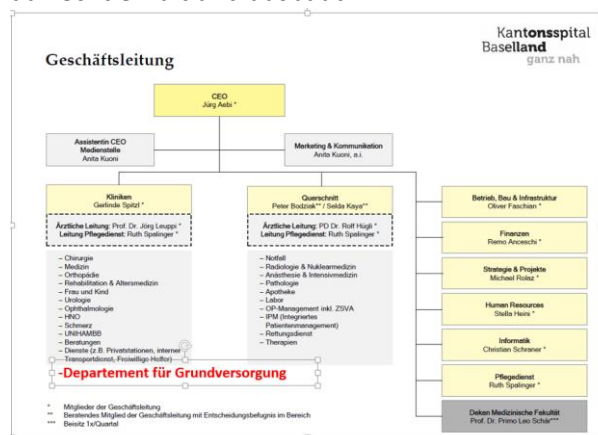 Kantonsspital
Baselland
ganz nah
Geschäftsleitung
CEO
Jürg Aebi *
Assistentin CEO
Medienstelle
Anita Kuoni
Marketing & Kommunikation
Anita Kuoni, a.i.
Kliniken
Gerlinde Spitzl *
Ärztliche Leitung: Prof. Dr. Jörg Leuppi *
Leitung Pflegedienst: Ruth Spalinger *
– Chirurgie
– Medizin
– Orthopädie
– Rehabilitation & Altersmedizin
– Frau und Kind
– Urologie
– Ophthalmologie
– HNO
– Schmerz
– UNIHAMBB
– Beratungen
– Dienste (z.B. Privatstationen, interner
Transportdienst, Freiwillige Helfer)
-Departement für Grundversorgung
Querschnitt
Peter Bodziak** / Selda Kaya**
Ärztliche Leitung: PD Dr. Rolf Hügli *
Leitung Pflegedienst: Ruth Spalinger *
– Notfall
– Radiologie & Nuklearmedizin
– Anästhesie & Intensivmedizin
– Pathologie
– Apotheke
– Labor
– OP-Management inkl. ZSVA
– IPM (Integriertes
Patientenmanagement)
– Rettungsdienst
– Therapien
Betrieb, Bau & Infrastruktur
Oliver Faschian *
Finanzen
Remo Anceschi *
Strategie & Projekte
Michael Rolaz *
Human Resources
Stella Heini *
Informatik
Christian Schraner *
Pflegedienst
Ruth Spalinger *
Dekan Medizinische Fakultät
Prof. Dr. Primo Leo Schär***
* Mitglieder der Geschäftsleitung
** Beratendes Mitglied der Geschäftsleitung mit Entscheidungsbefugnis im Bereich
*** Beisitz 1x/Quartal